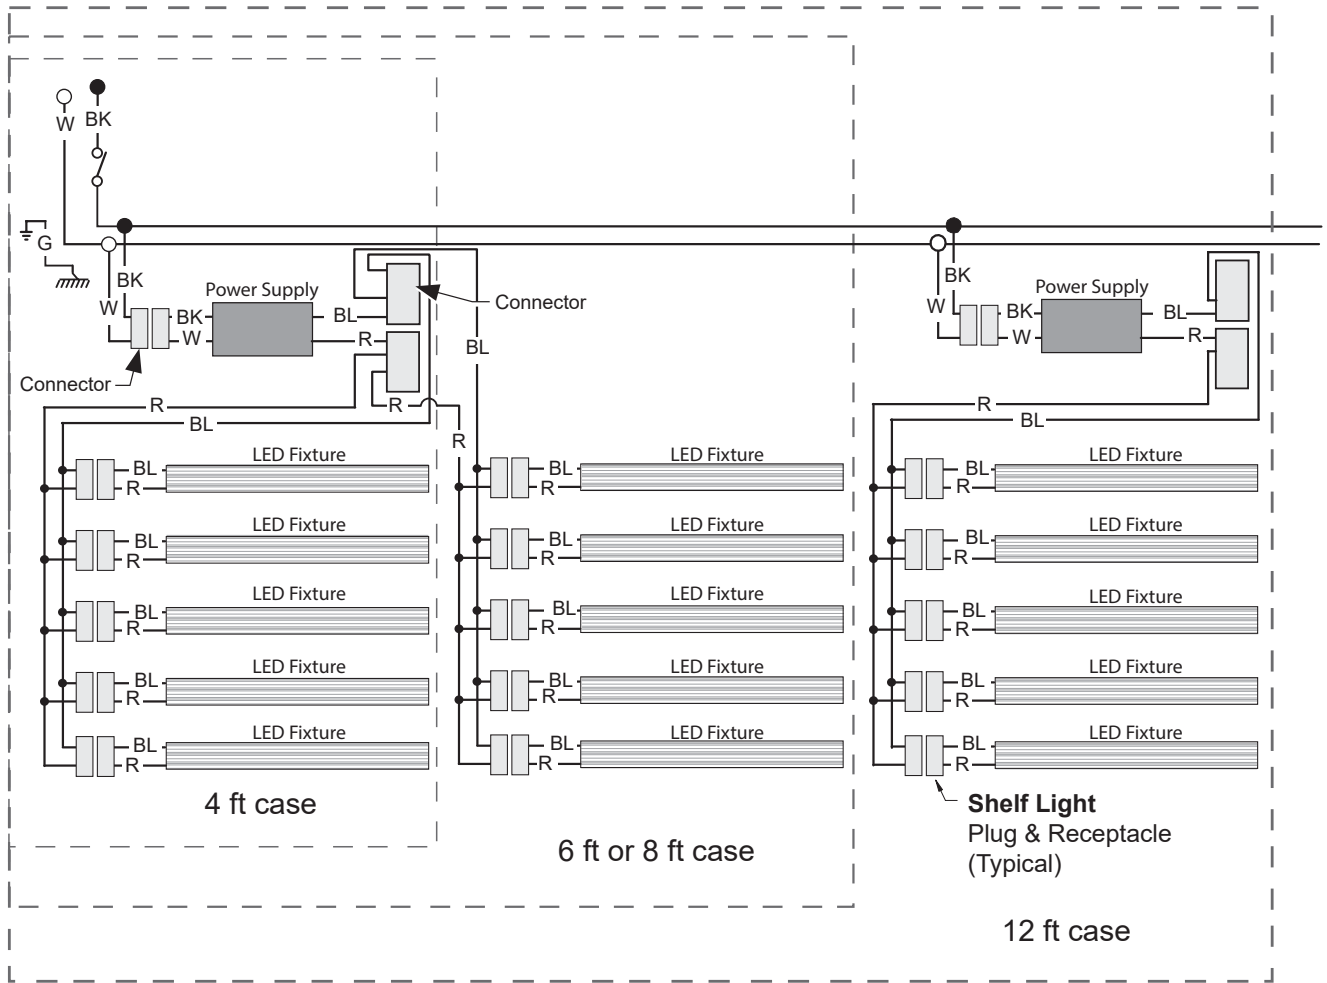 W
BK
G
BK
W
BK
W
Power Supply
BL
R
Connector
Connector
BL
R
R
BL
R
LED Fixture
BL
R
LED Fixture
BL
R
LED Fixture
BL
R
LED Fixture
BL
R
LED Fixture
BL
R
4 ft case
LED Fixture
BL
R
LED Fixture
BL
R
LED Fixture
BL
R
LED Fixture
BL
R
LED Fixture
BL
R
6 ft or 8 ft case
BK
W
BK
W
Power Supply
BL
R
R
BL
LED Fixture
BL
R
LED Fixture
BL
R
LED Fixture
BL
R
LED Fixture
BL
R
LED Fixture
BL
R
Shelf Light
Plug & Receptacle
(Typical)
12 ft case